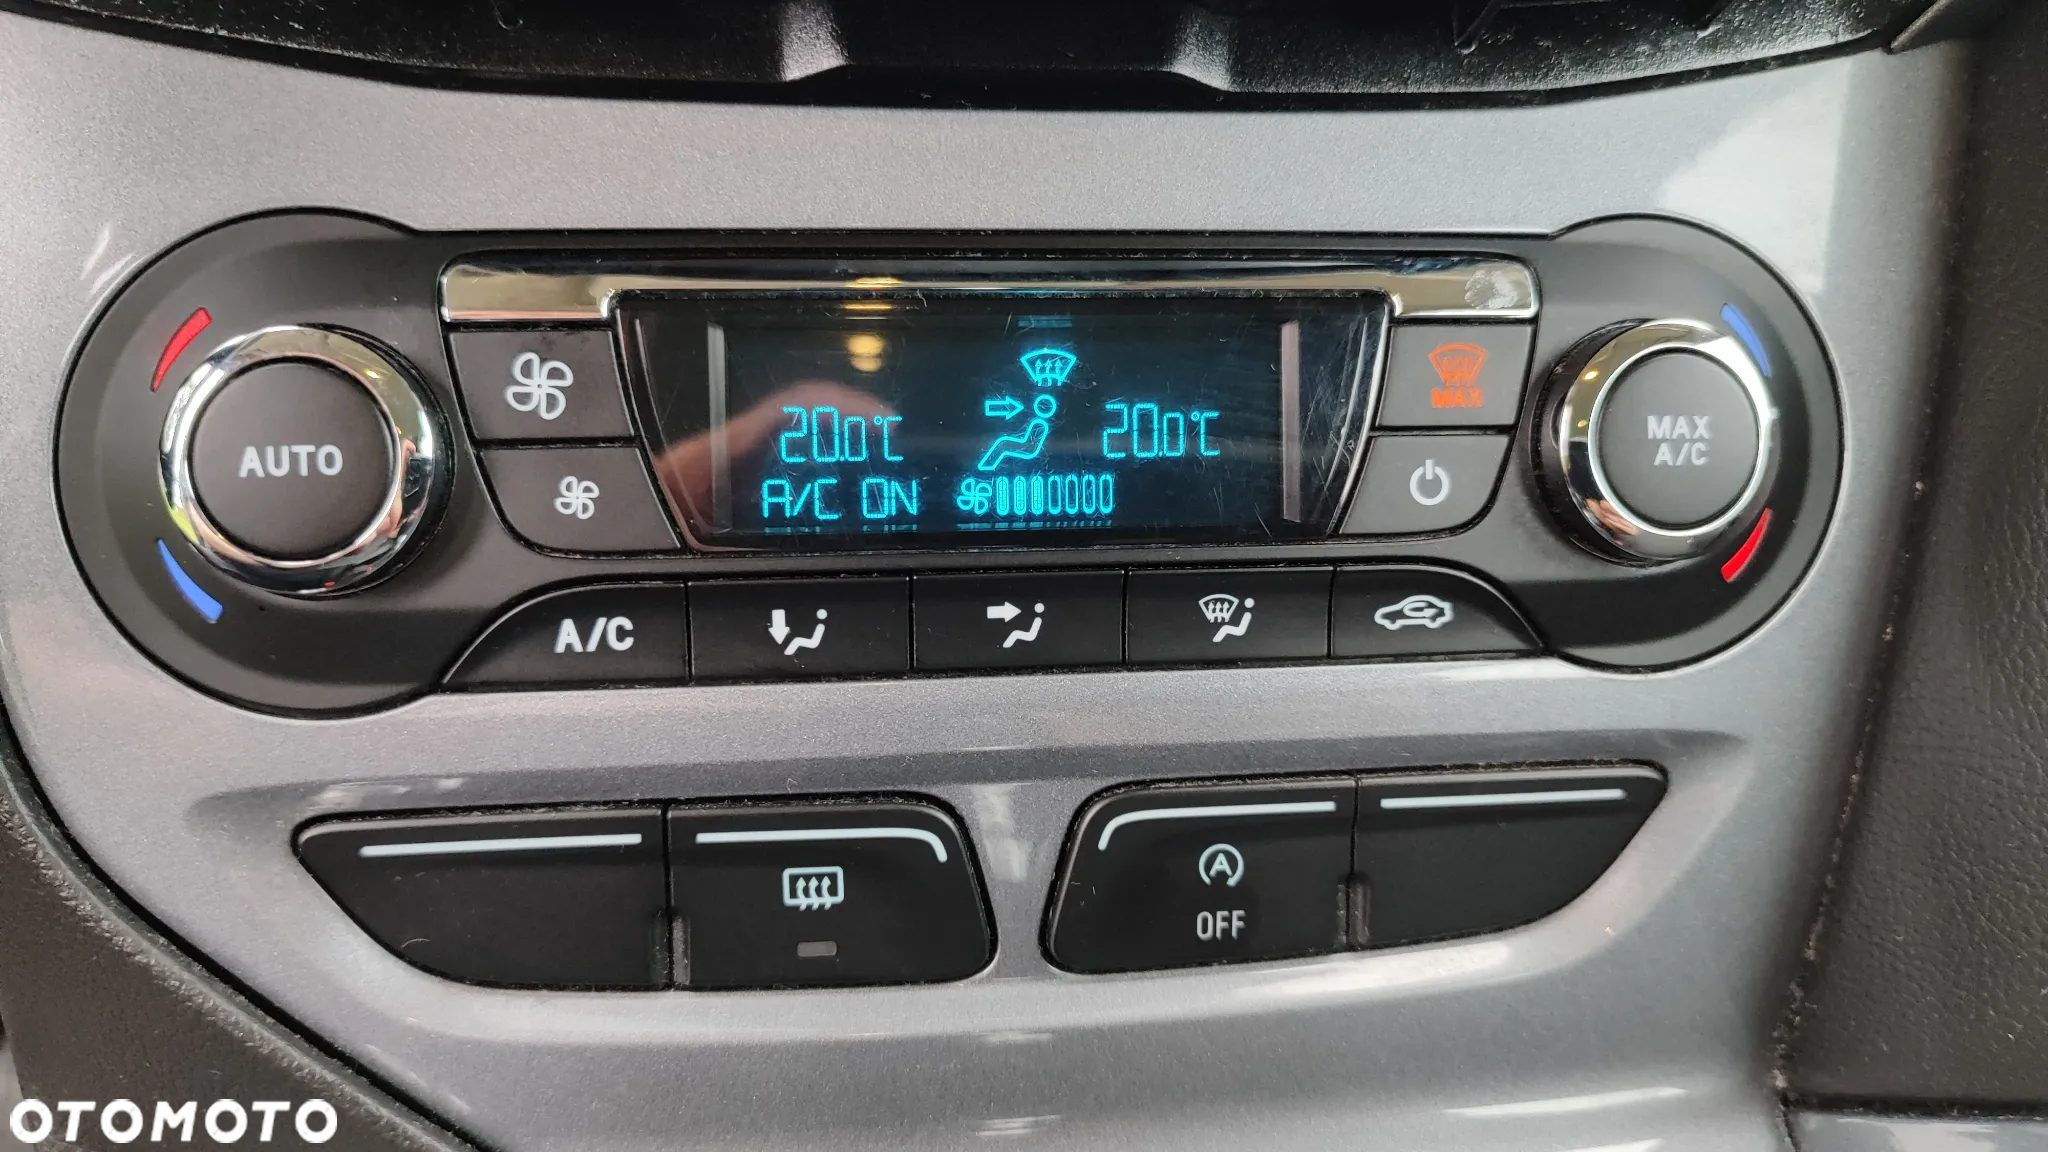 MAX
AUTO
20.0°C
20.0°C
MAX
A/C
A/C ON
A/C
OFF
OTOMOTO